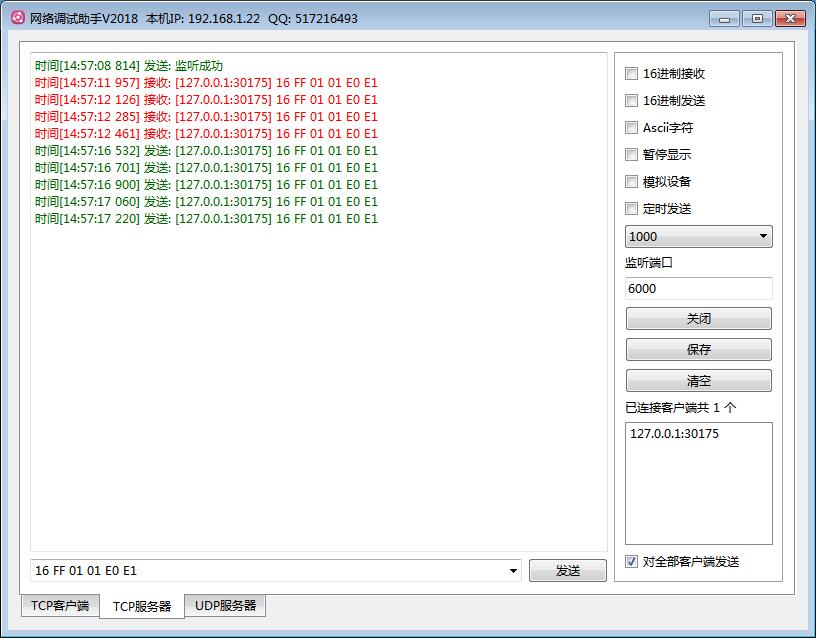 网络调试助手V2018 本机IP: 192.168.1.22 QQ: 517216493
时间[14:57:08 814] 发送: 监听成功
时间[14:57:11 957] 接收: [127.0.0.1:30175] 16 FF 01 01 E0 E1
时间[14:57:12 126] 接收: [127.0.0.1:30175] 16 FF 01 01 E0 E1
时间[14:57:12 285] 接收: [127.0.0.1:30175] 16 FF 01 01 E0 E1
时间[14:57:12 461] 接收: [127.0.0.1:30175] 16 FF 01 01 E0 E1
时间[14:57:16 532] 发送: [127.0.0.1:30175] 16 FF 01 01 E0 E1
时间[14:57:16 701] 发送: [127.0.0.1:30175] 16 FF 01 01 E0 E1
时间[14:57:16 900] 发送: [127.0.0.1:30175] 16 FF 01 01 E0 E1
时间[14:57:17 060] 发送: [127.0.0.1:30175] 16 FF 01 01 E0 E1
时间[14:57:17 220] 发送: [127.0.0.1:30175] 16 FF 01 01 E0 E1
16 FF 01 01 E0 E1
发送
16进制接收
16进制发送
Ascii字符
暂停显示
模拟设备
定时发送
1000
监听端口
6000
关闭
保存
清空
已连接客户端共 1 个
127.0.0.1:30175
对全部客户端发送
TCP客户端
TCP服务器
UDP服务器